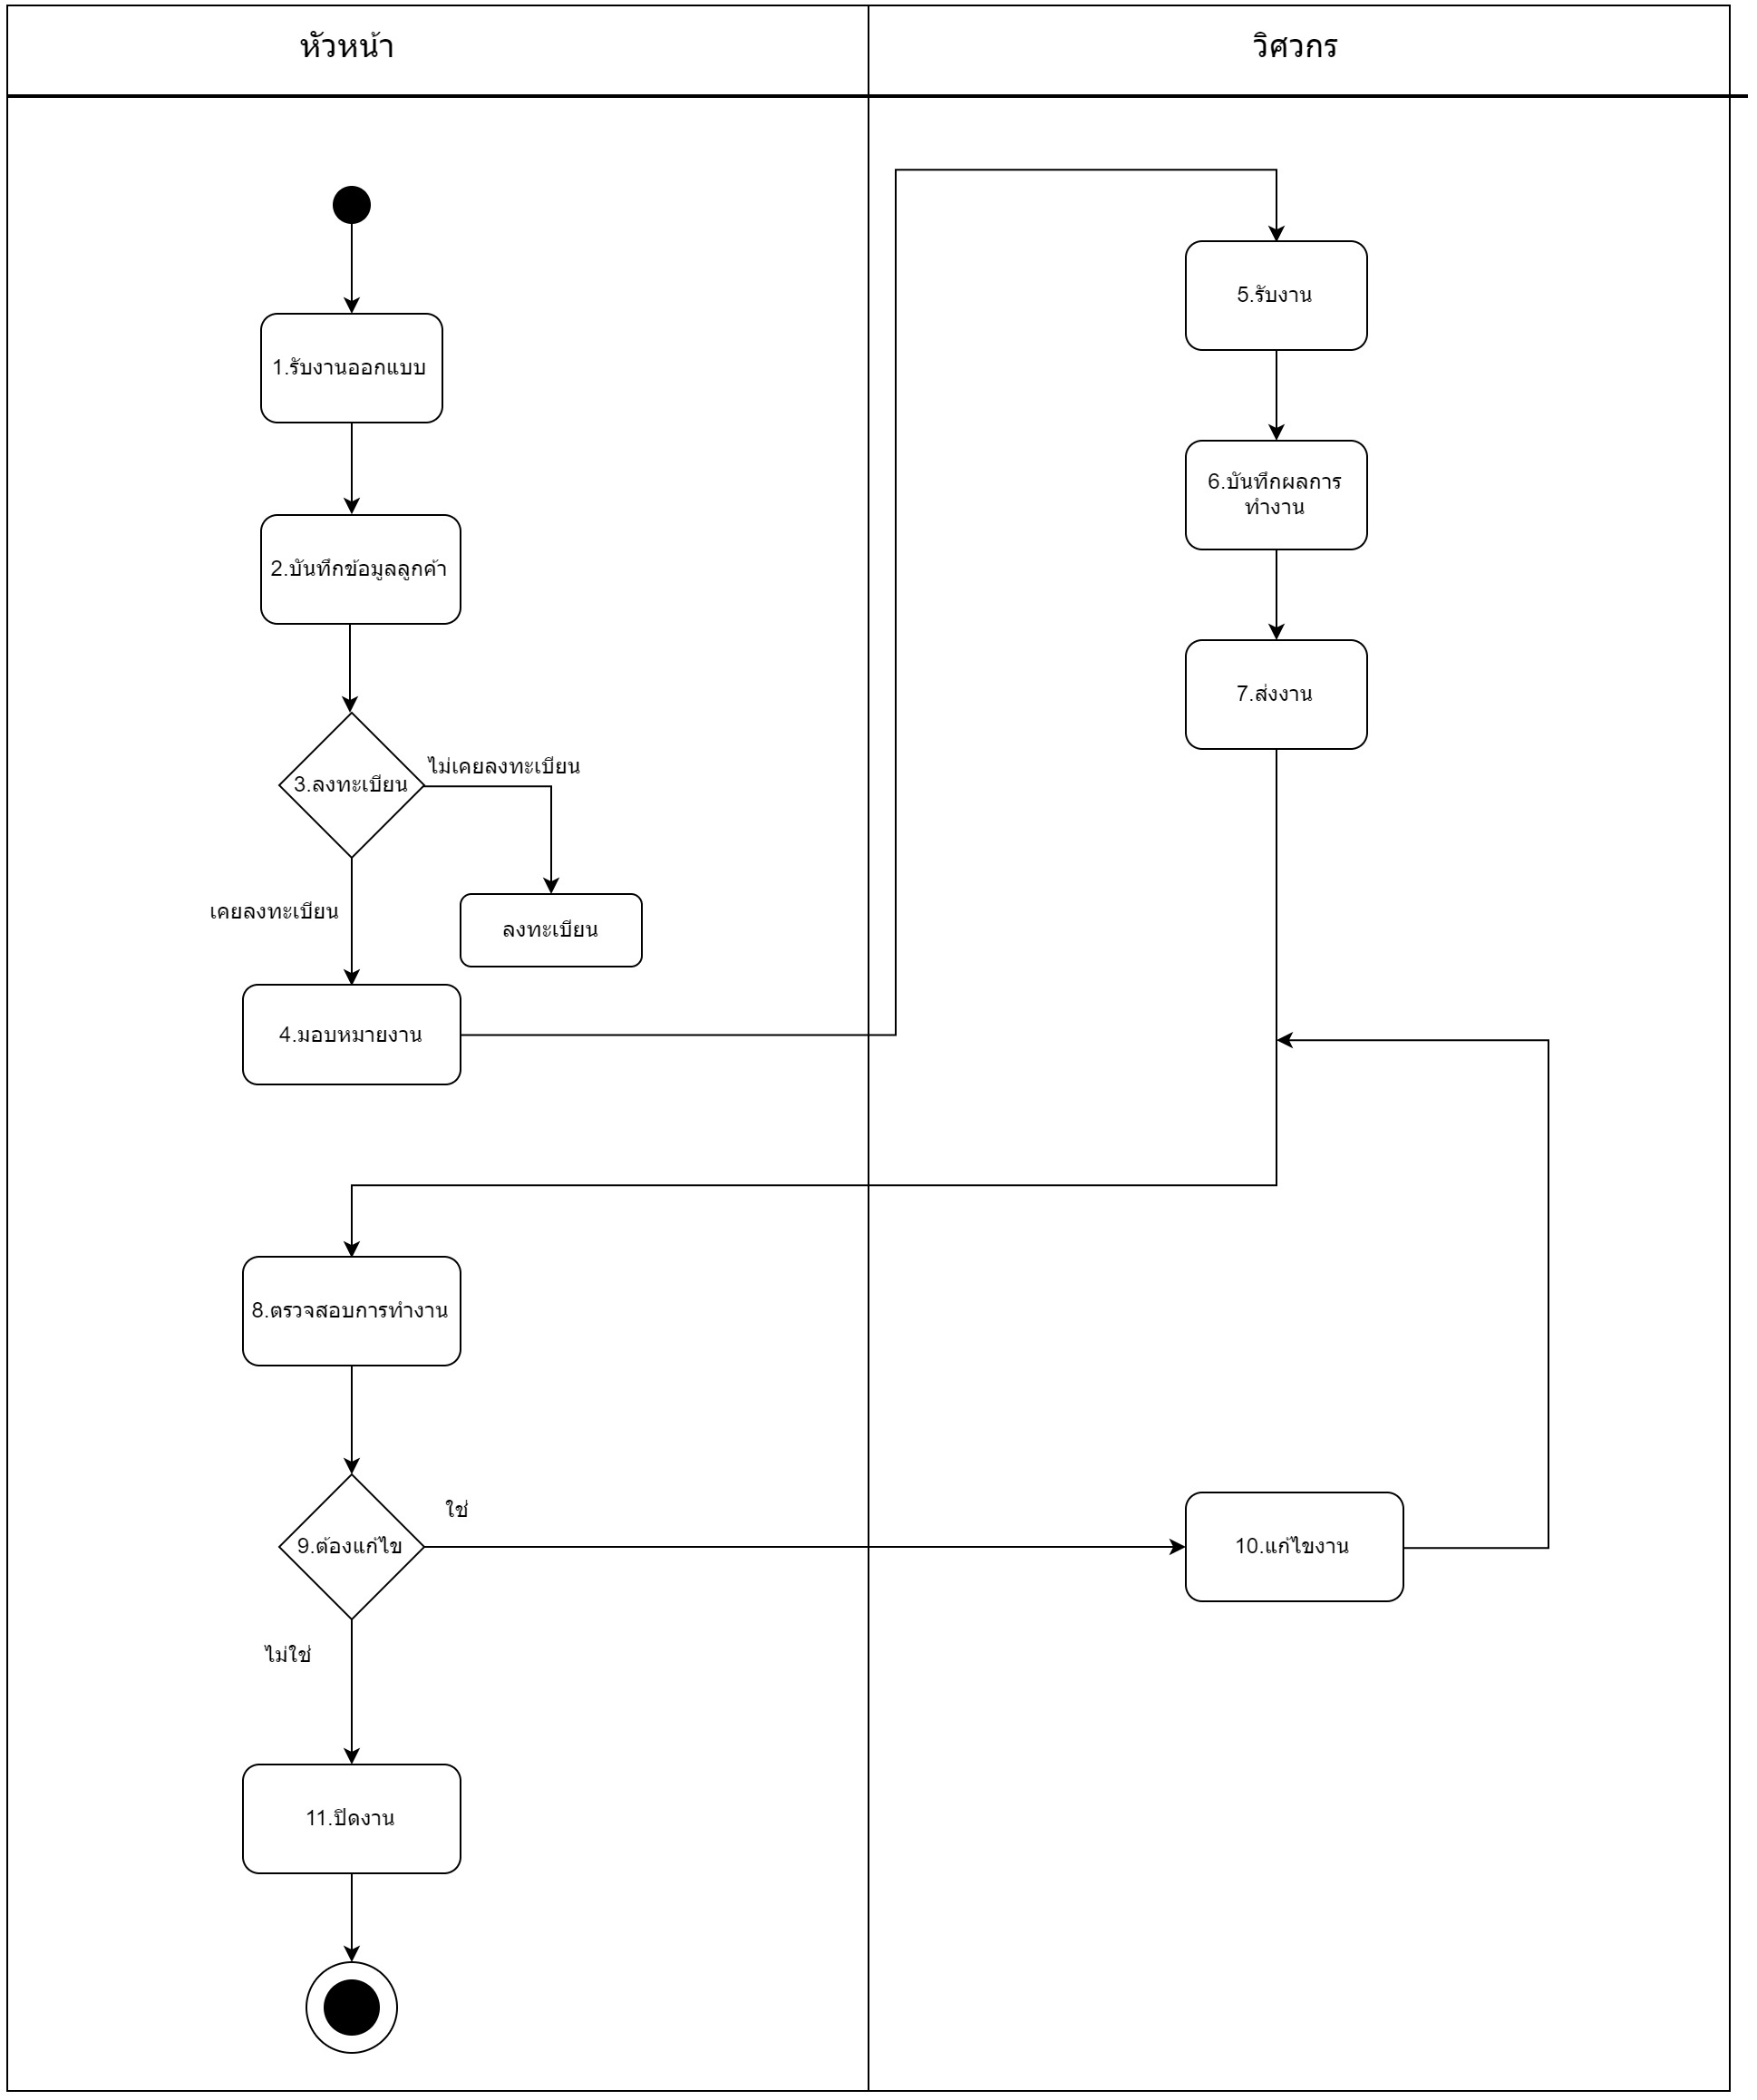 หัวหน้า
วิศวกร
1.รับงานออกแบบ
2.บันทึกข้อมูลลูกค้า
3.ลงทะเบียน
ไม่เคยลงทะเบียน
เคยลงทะเบียน
ลงทะเบียน
4.มอบหมายงาน
5.รับงาน
6.บันทึกผลการ
ทำงาน
7.ส่งงาน
8.ตรวจสอบการทำงาน
9.ต้องแก้ไข
ใช่
ไม่ใช่
10.แก้ไขงาน
11.ปิดงาน